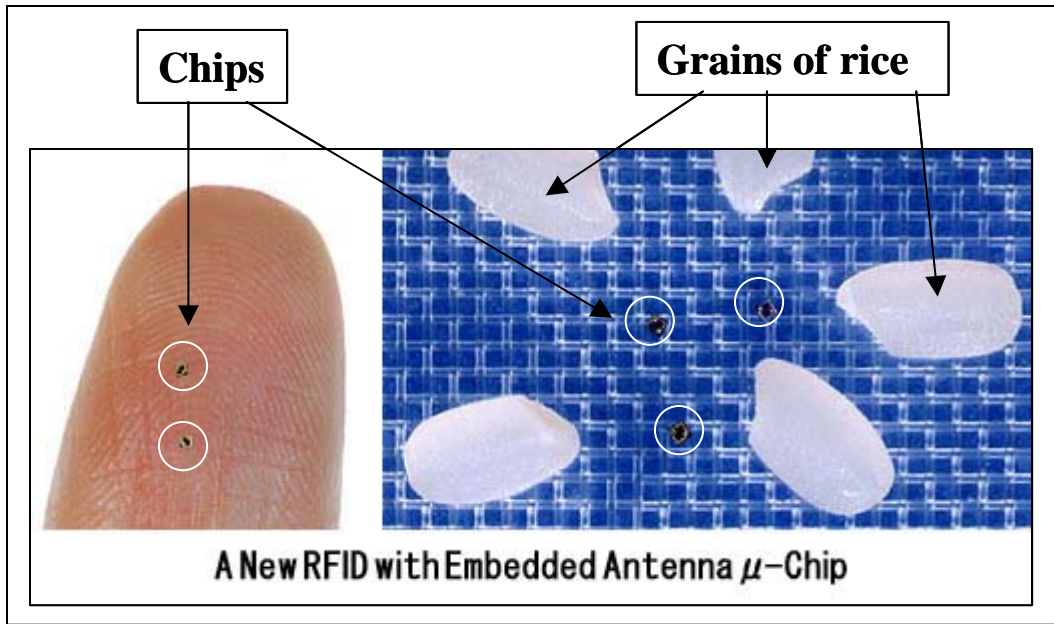 Chips
Grains of rice
A New RFID with Embedded Antenna μ-Chip